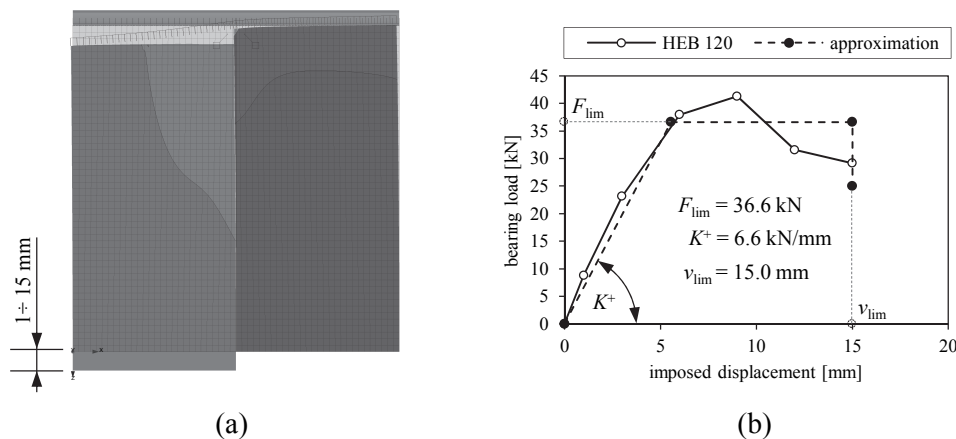 1 ÷ 15 mm
(a)
HEB 120
approximation
45
40
35
30
25
20
15
10
5
0
bearing load [kN]
F_lim
F_lim = 36.6 kN
K⁺ = 6.6 kN/mm
v_lim = 15.0 mm
K⁺
v_lim
0 5 10 15 20
imposed displacement [mm]
(b)